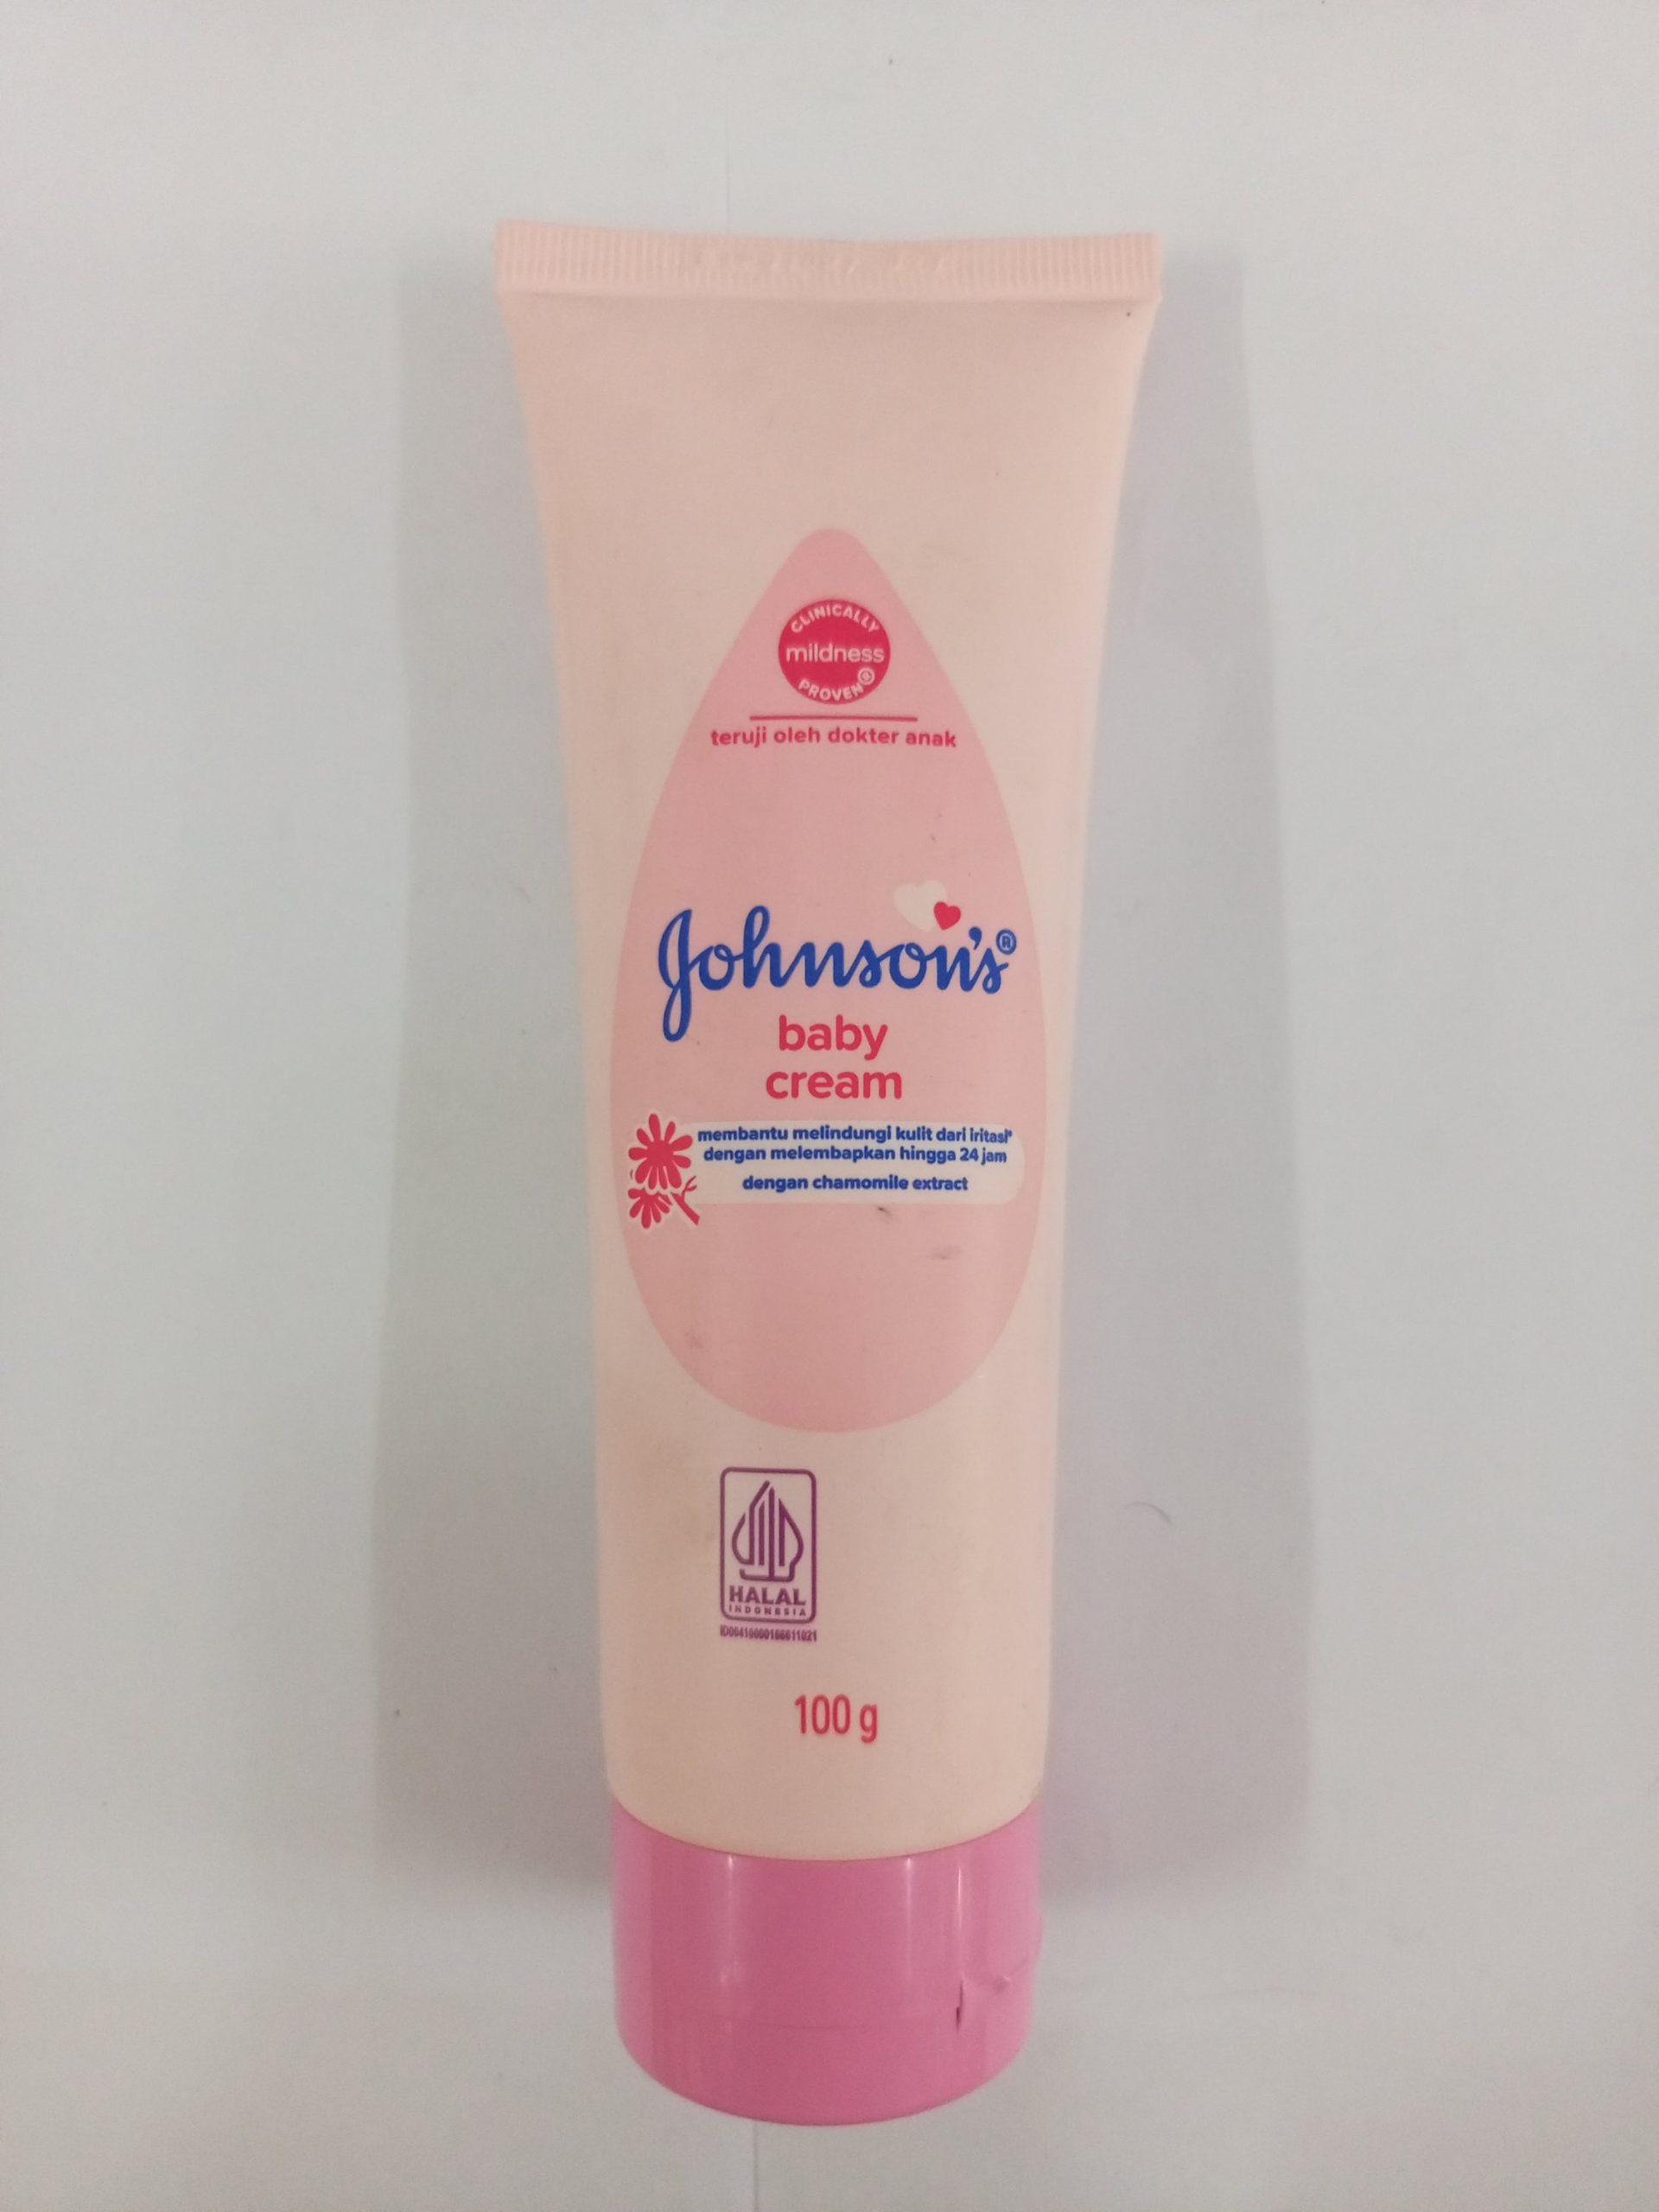 CLINICALLY
mildness
PROVEN
teruji oleh dokter anak
Johnson's®
baby
cream
membantu melindungi kulit dari iritasi*
dengan melembapkan hingga 24 jam
dengan chamomile extract
HALAL
INDONESIA
100 g